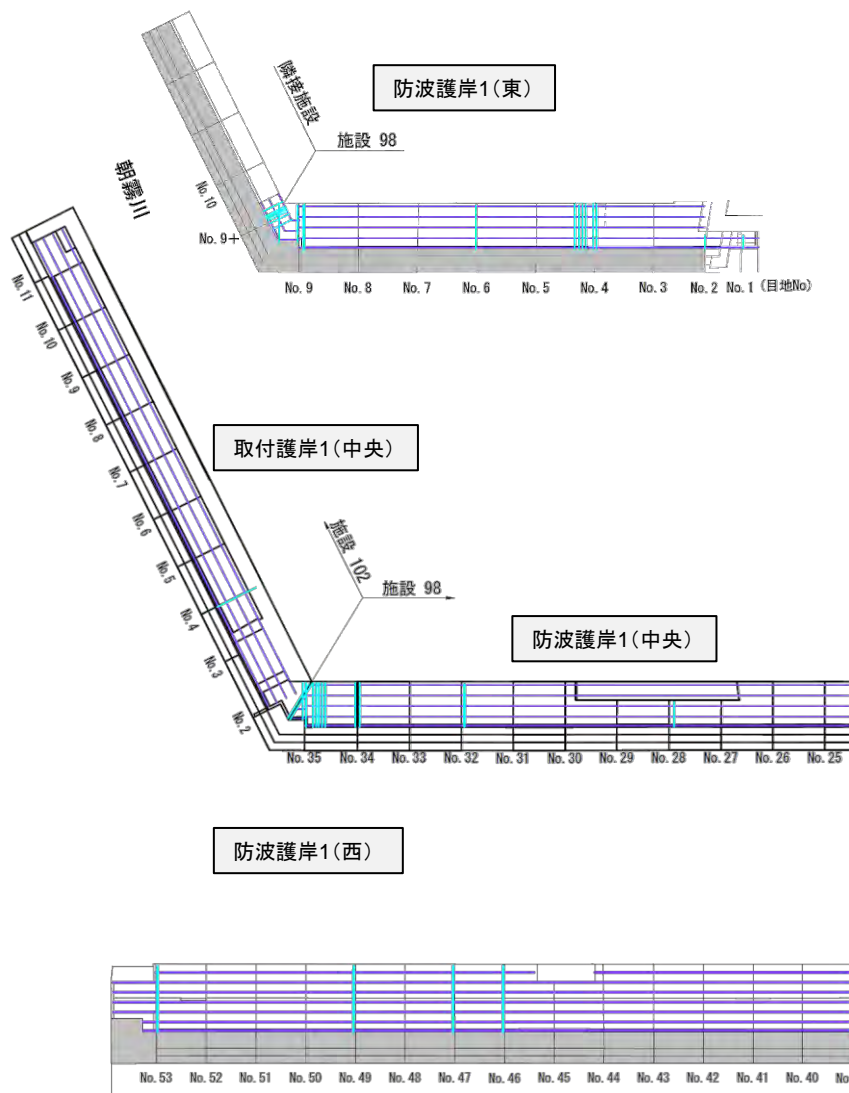 防波護岸1(東)
隣接施設
施設 98
朝霧川
No.10
No.9+
No.9 No.8 No.7 No.6 No.5 No.4 No.3 No.2 No.1 (目地No)
No.11
No.10
No.9
No.8
No.7
No.6
No.5
No.4
No.3
No.2
取付護岸1(中央)
施設 102
施設 98
防波護岸1(中央)
No.35 No.34 No.33 No.32 No.31 No.30 No.29 No.28 No.27 No.26 No.25
防波護岸1(西)
No.53 No.52 No.51 No.50 No.49 No.48 No.47 No.46 No.45 No.44 No.43 No.42 No.41 No.40 No